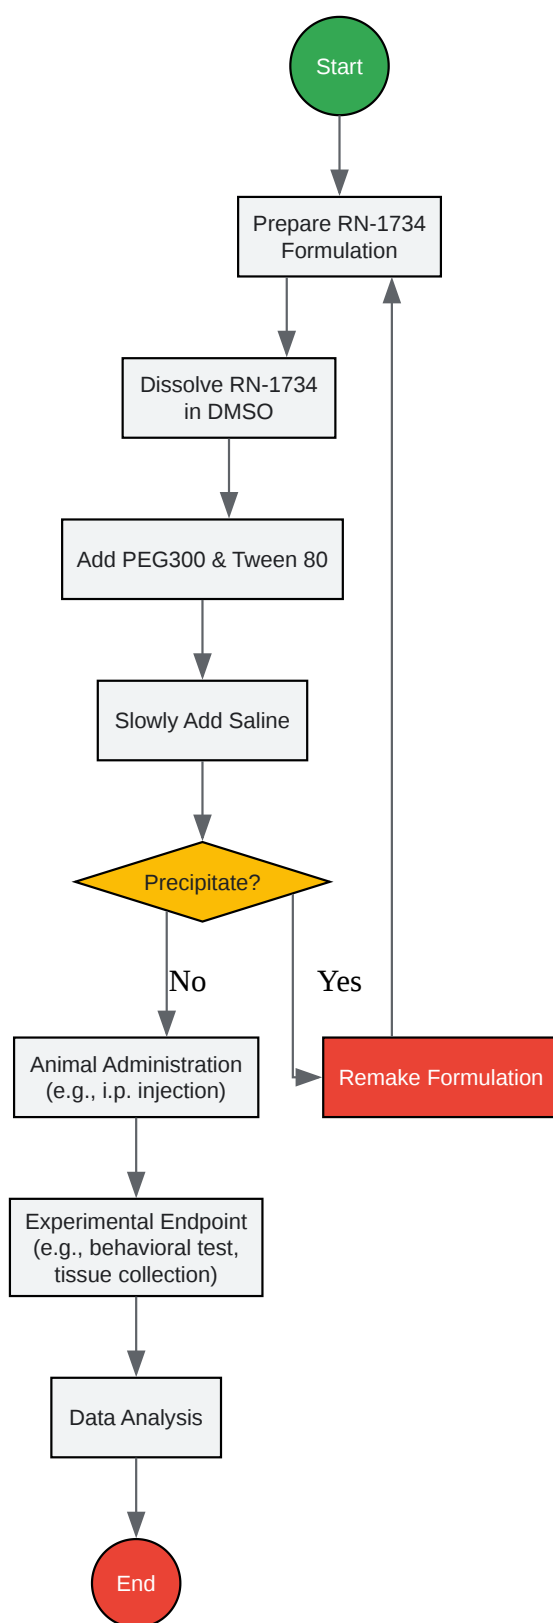 Start
Prepare RN-1734
Formulation
Dissolve RN-1734
in DMSO
Add PEG300 & Tween 80
Slowly Add Saline
Precipitate?
No
Yes
Animal Administration
(e.g., i.p. injection)
Remake Formulation
Experimental Endpoint
(e.g., behavioral test,
tissue collection)
Data Analysis
End